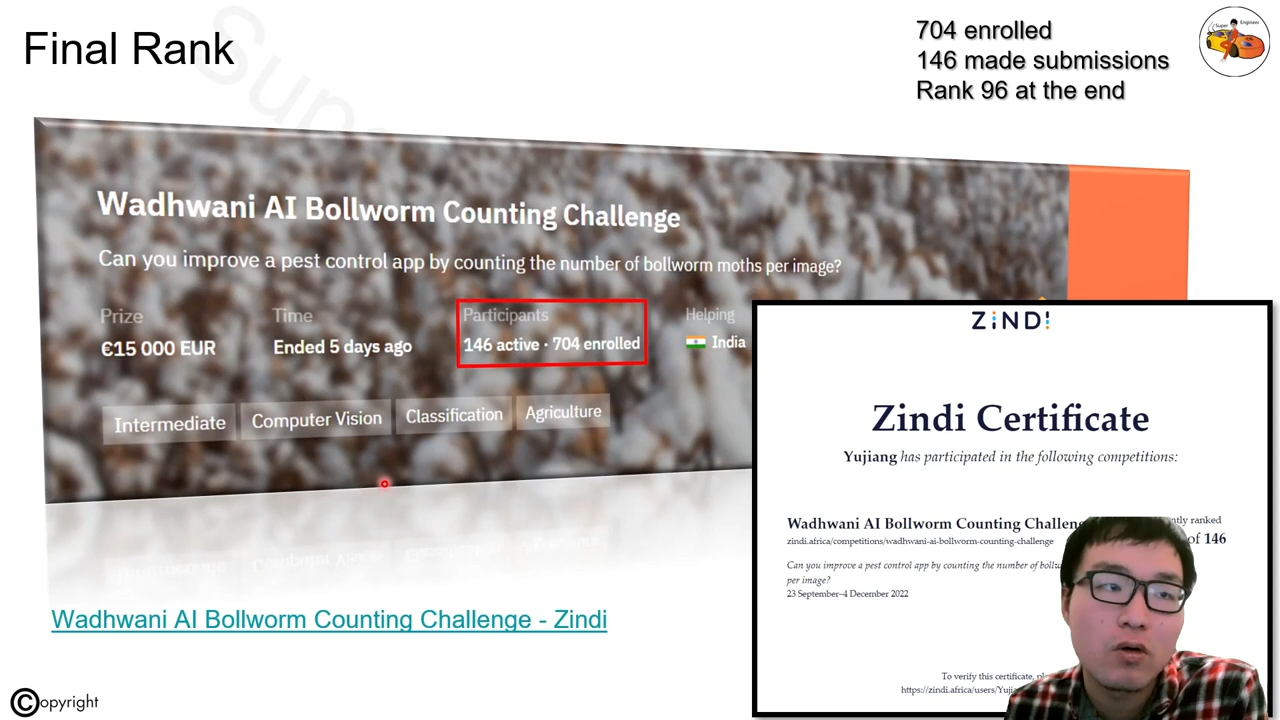 Final Rank
704 enrolled
146 made submissions
Rank 96 at the end
Super Engineer
Wadhwani AI Bollworm Counting Challenge
Can you improve a pest control app by counting the number of bollworm moths per image?
Prize
€15 000 EUR
Time
Ended 5 days ago
Participants
146 active · 704 enrolled
Helping
India
Intermediate
Computer Vision
Classification
Agriculture
ZINDI
Zindi Certificate
Yujiang has participated in the following competitions:
Wadhwani AI Bollworm Counting
ranked
zindi.africa/competitions/wadhwani-ai-bollworm-counting-challenge
of 146
Can you improve a pest control app by counting the number of
per image?
23 September–4 December 2022
To verify this certificate,
https://zindi.africa/users/
Wadhwani AI Bollworm Counting Challenge - Zindi
Copyright